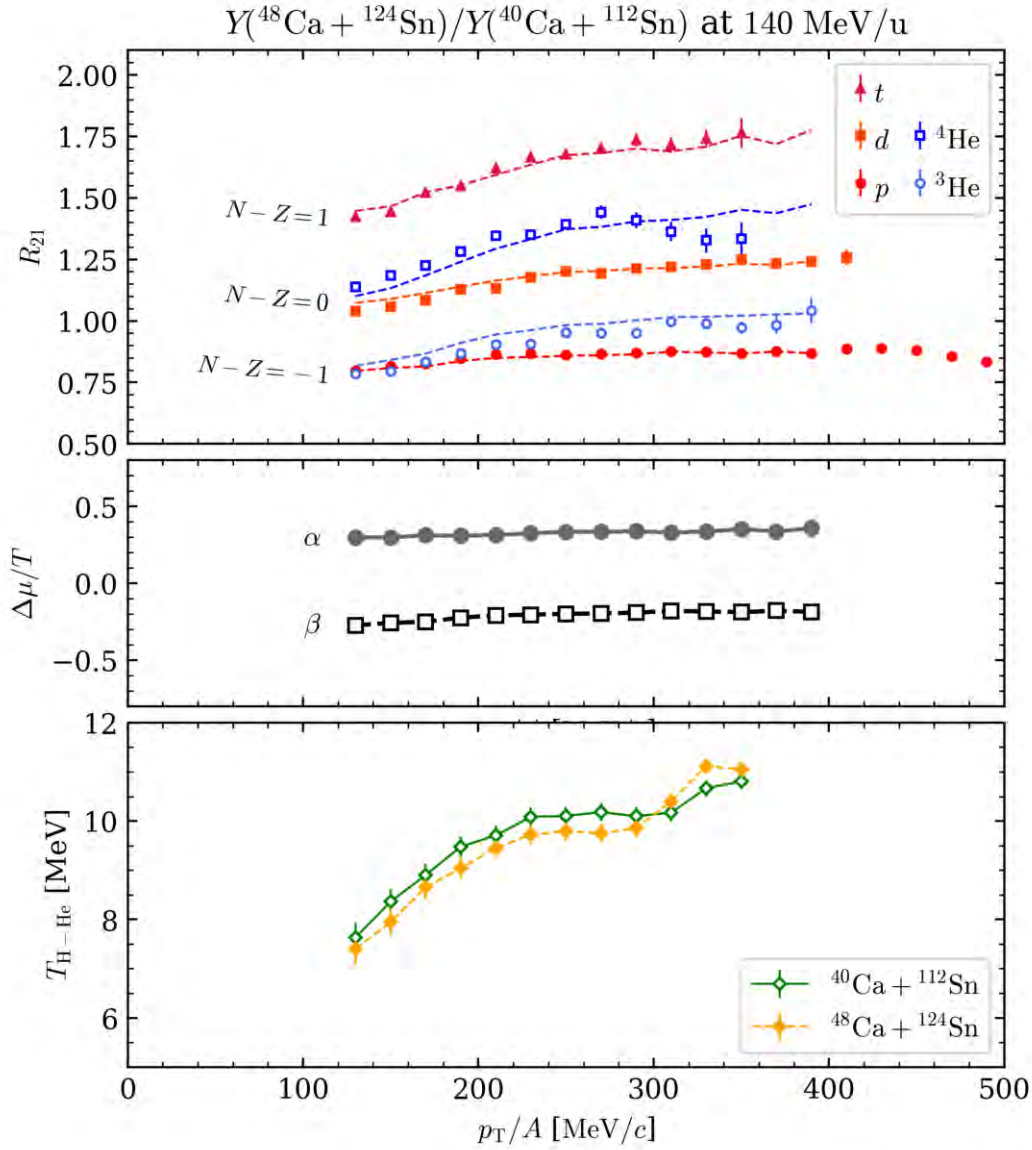 Y(⁴⁸Ca + ¹²⁴Sn)/Y(⁴⁰Ca + ¹¹²Sn) at 140 MeV/u
2.00
1.75
1.50
1.25
1.00
0.75
0.50
R₂₁
t
d ⁴He
p ³He
N − Z = 1
N − Z = 0
N − Z = −1
0.5
0.0
−0.5
Δμ/T
α
β
12
10
8
6
T_H−He [MeV]
⁴⁰Ca + ¹¹²Sn
⁴⁸Ca + ¹²⁴Sn
0 100 200 300 400 500
p_T/A [MeV/c]